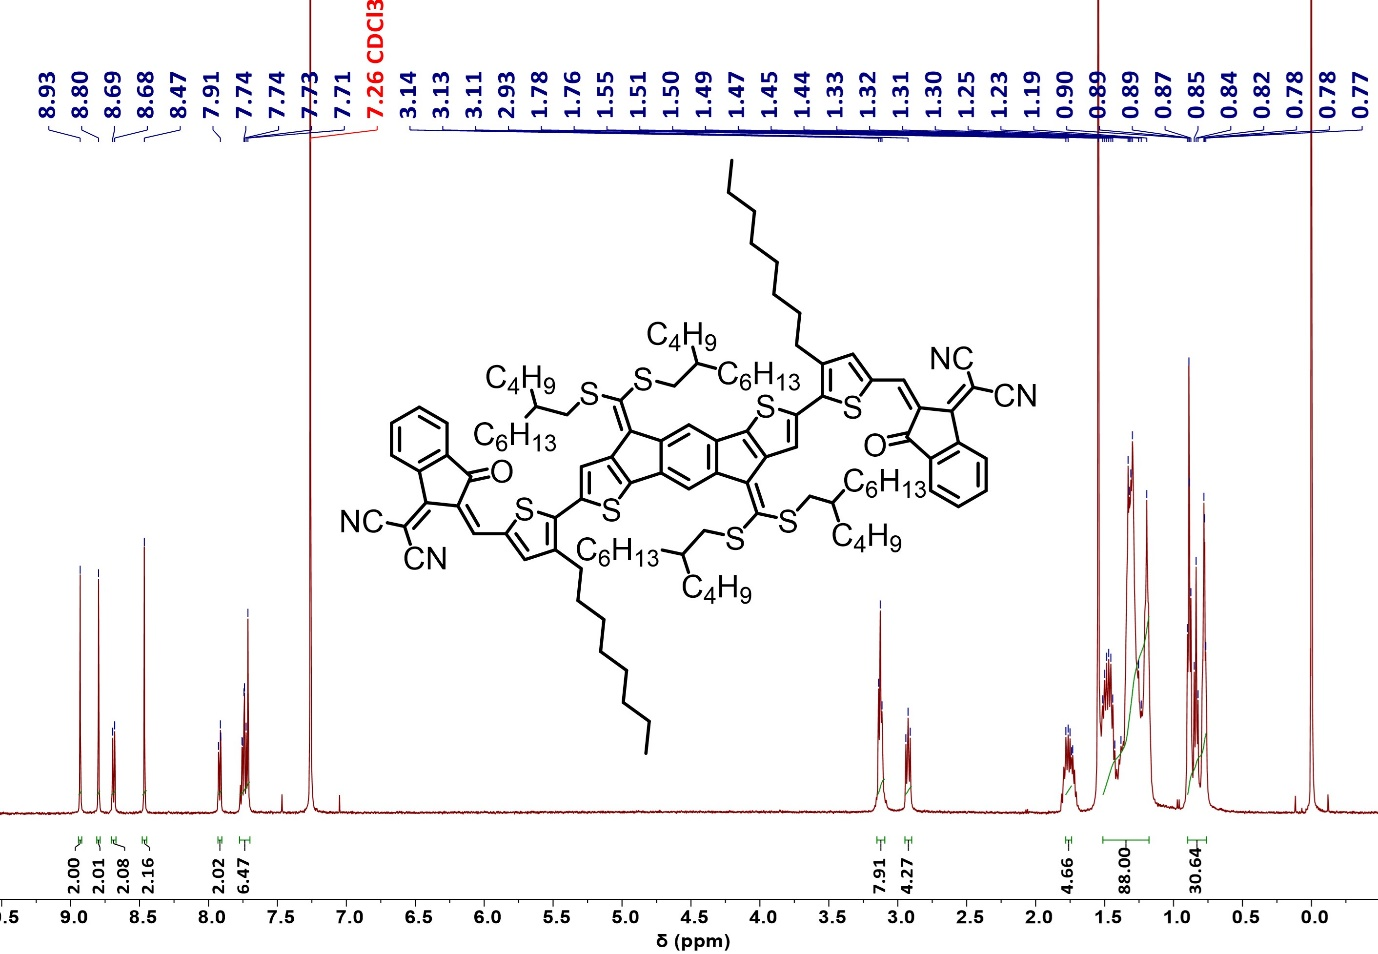 8.93 8.80 8.69 8.68 8.47 7.91 7.74 7.74 7.73 7.71 7.26 CDCl3 3.14 3.13 3.11 2.93 1.78 1.76 1.55 1.51 1.50 1.49 1.47 1.45 1.44 1.33 1.32 1.31 1.30 1.25 1.23 1.19 0.90 0.89 0.89 0.87 0.85 0.84 0.82 0.78 0.78 0.77
C4H9
NC
C4H9
S
C6H13
CN
S
S
S
C6H13
O
O
C6H13
NC
S
S
S
C4H9
CN
C6H13
S
C4H9
2.00 2.01 2.08 2.16 2.02 6.47 7.91 4.27 4.66 88.00 30.64
.5 9.0 8.5 8.0 7.5 7.0 6.5 6.0 5.5 5.0 4.5 4.0 3.5 3.0 2.5 2.0 1.5 1.0 0.5 0.0
δ (ppm)